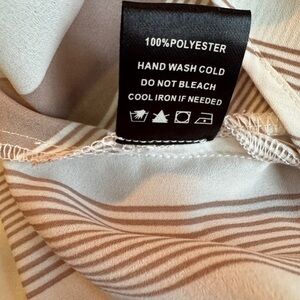 100%POLYESTER
HAND WASH COLD
DO NOT BLEACH
COOL IRON IF NEEDED